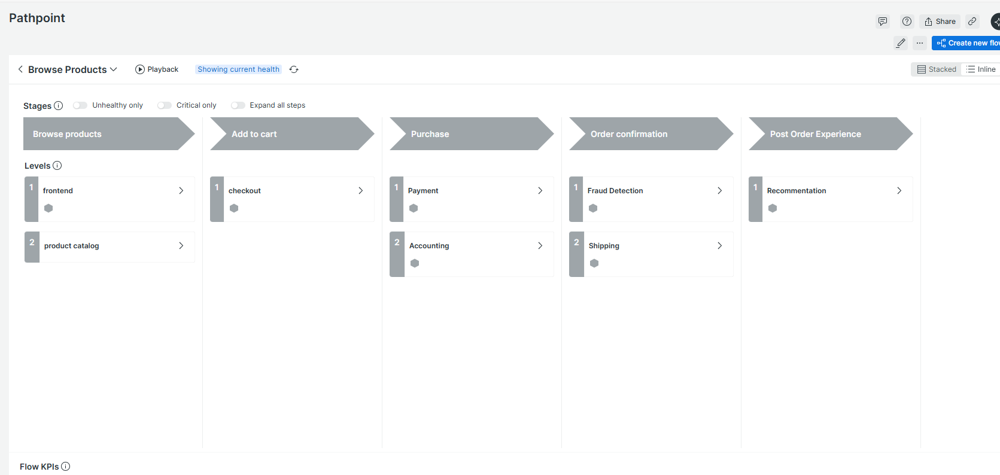 Pathpoint
Share
Create new flo
Browse Products
Playback
Showing current health
Stacked
Inline
Stages
Unhealthy only
Critical only
Expand all steps
Browse products
Add to cart
Purchase
Order confirmation
Post Order Experience
Levels
1 frontend
1 checkout
1 Payment
1 Fraud Detection
1 Recommentation
2 product catalog
2 Accounting
2 Shipping
Flow KPIs